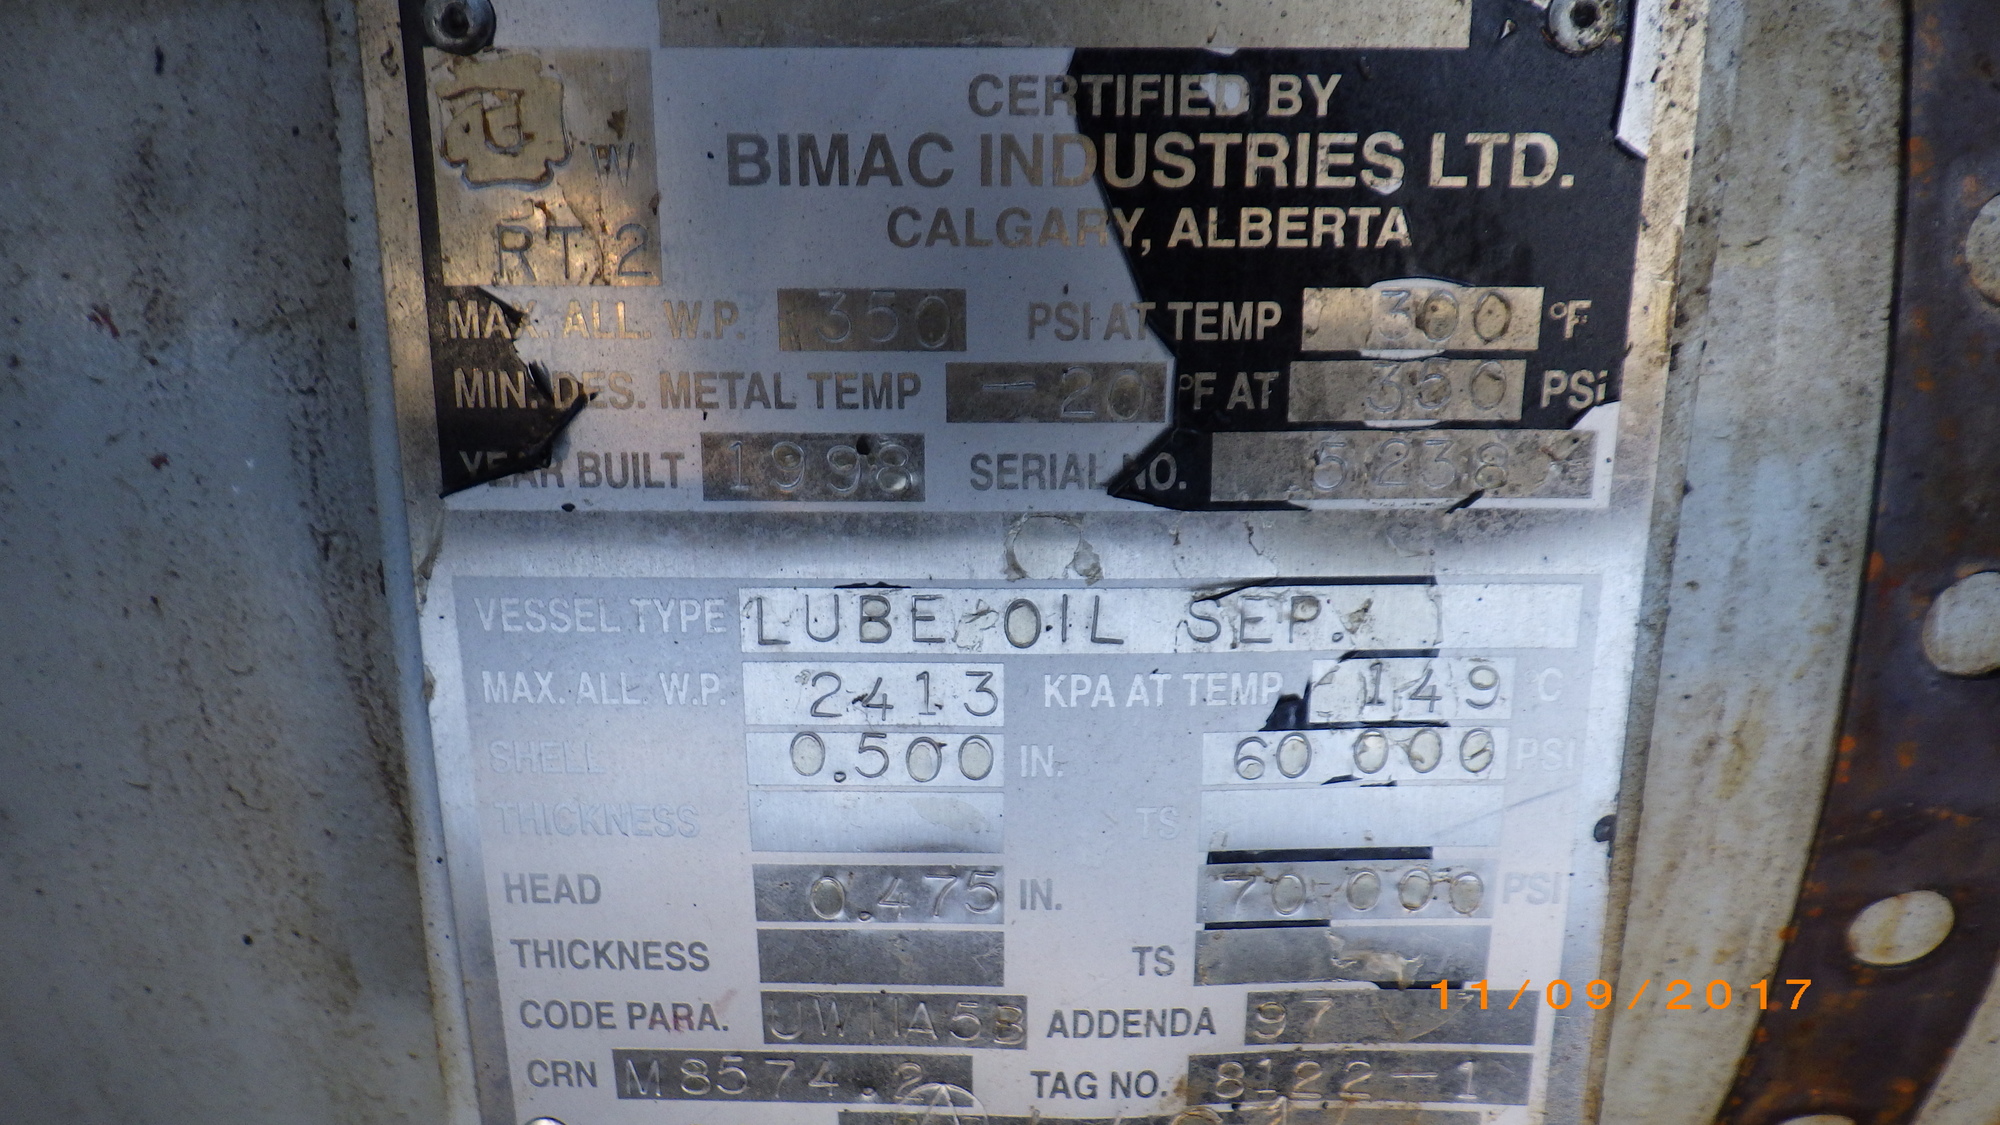 CERTIFIED BY
BIMAC INDUSTRIES LTD.
CALGARY, ALBERTA
U
W
RT 2
MAX. ALL. W.P. 350 PSI AT TEMP 300 °F
MIN. DES. METAL TEMP -20 °F AT 350 PSi
YEAR BUILT 1998 SERIAL NO. 5238
VESSEL TYPE LUBE OIL SEP.
MAX. ALL. W.P. 2413 KPA AT TEMP 149 C
SHELL 0.500 IN. 60 000 PSI
THICKNESS TS
HEAD 0.475 IN. 70 000 PSI
THICKNESS TS
CODE PARA. UW11A5B ADDENDA 97
CRN M8574.2 TAG NO. 8122-1
11/09/2017